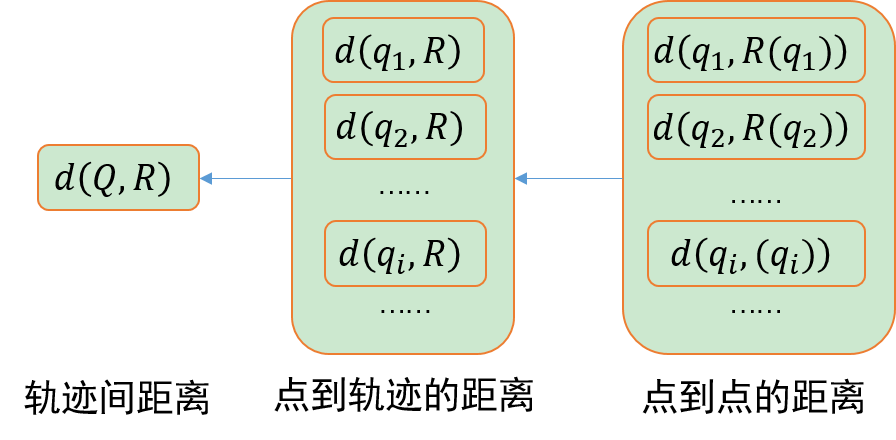 d(Q, R)
d(q₁, R)
d(q₂, R)
……
d(qᵢ, R)
……
d(q₁, R(q₁))
d(q₂, R(q₂))
……
d(qᵢ, (qᵢ))
……
轨迹间距离
点到轨迹的距离
点到点的距离